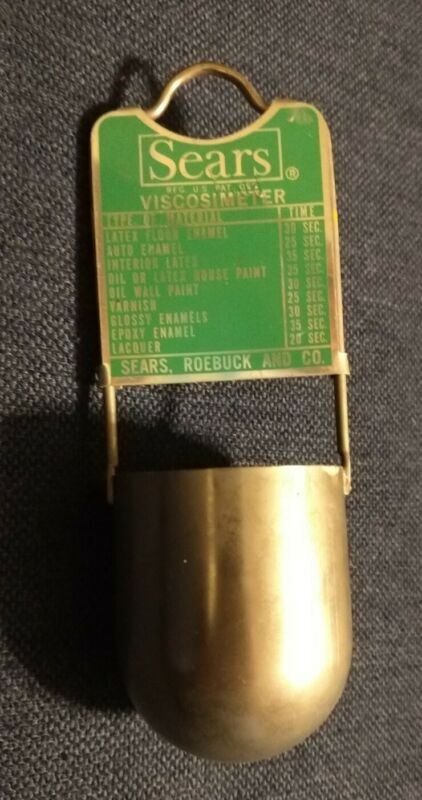 Sears ®
REG. U.S. PAT. OFF.
VISCOSIMETER
TYPE OF MATERIAL TIME
LATEX FLOOR ENAMEL 30 SEC.
AUTO ENAMEL 25 SEC.
INTERIOR LATEX 35 SEC.
OIL OR LATEX HOUSE PAINT 35 SEC.
OIL WALL PAINT 30 SEC.
VARNISH 25 SEC.
GLOSSY ENAMELS 30 SEC.
EPOXY ENAMEL 35 SEC.
LACQUER 20 SEC.
SEARS, ROEBUCK AND CO.